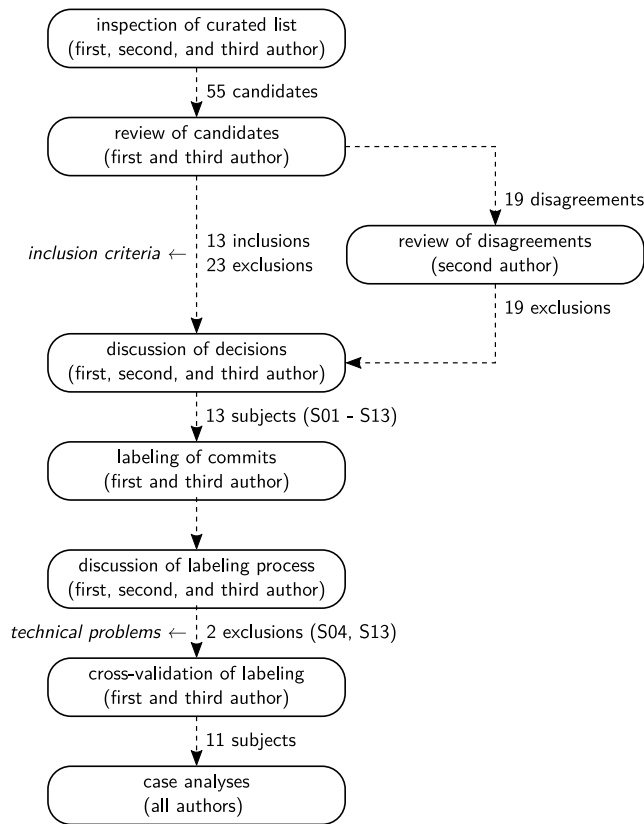 inspection of curated list
(first, second, and third author)
55 candidates
review of candidates
(first and third author)
19 disagreements
review of disagreements
(second author)
19 exclusions
inclusion criteria ←
13 inclusions
23 exclusions
discussion of decisions
(first, second, and third author)
13 subjects (S01 - S13)
labeling of commits
(first and third author)
discussion of labeling process
(first, second, and third author)
technical problems ← 2 exclusions (S04, S13)
cross-validation of labeling
(first and third author)
11 subjects
case analyses
(all authors)